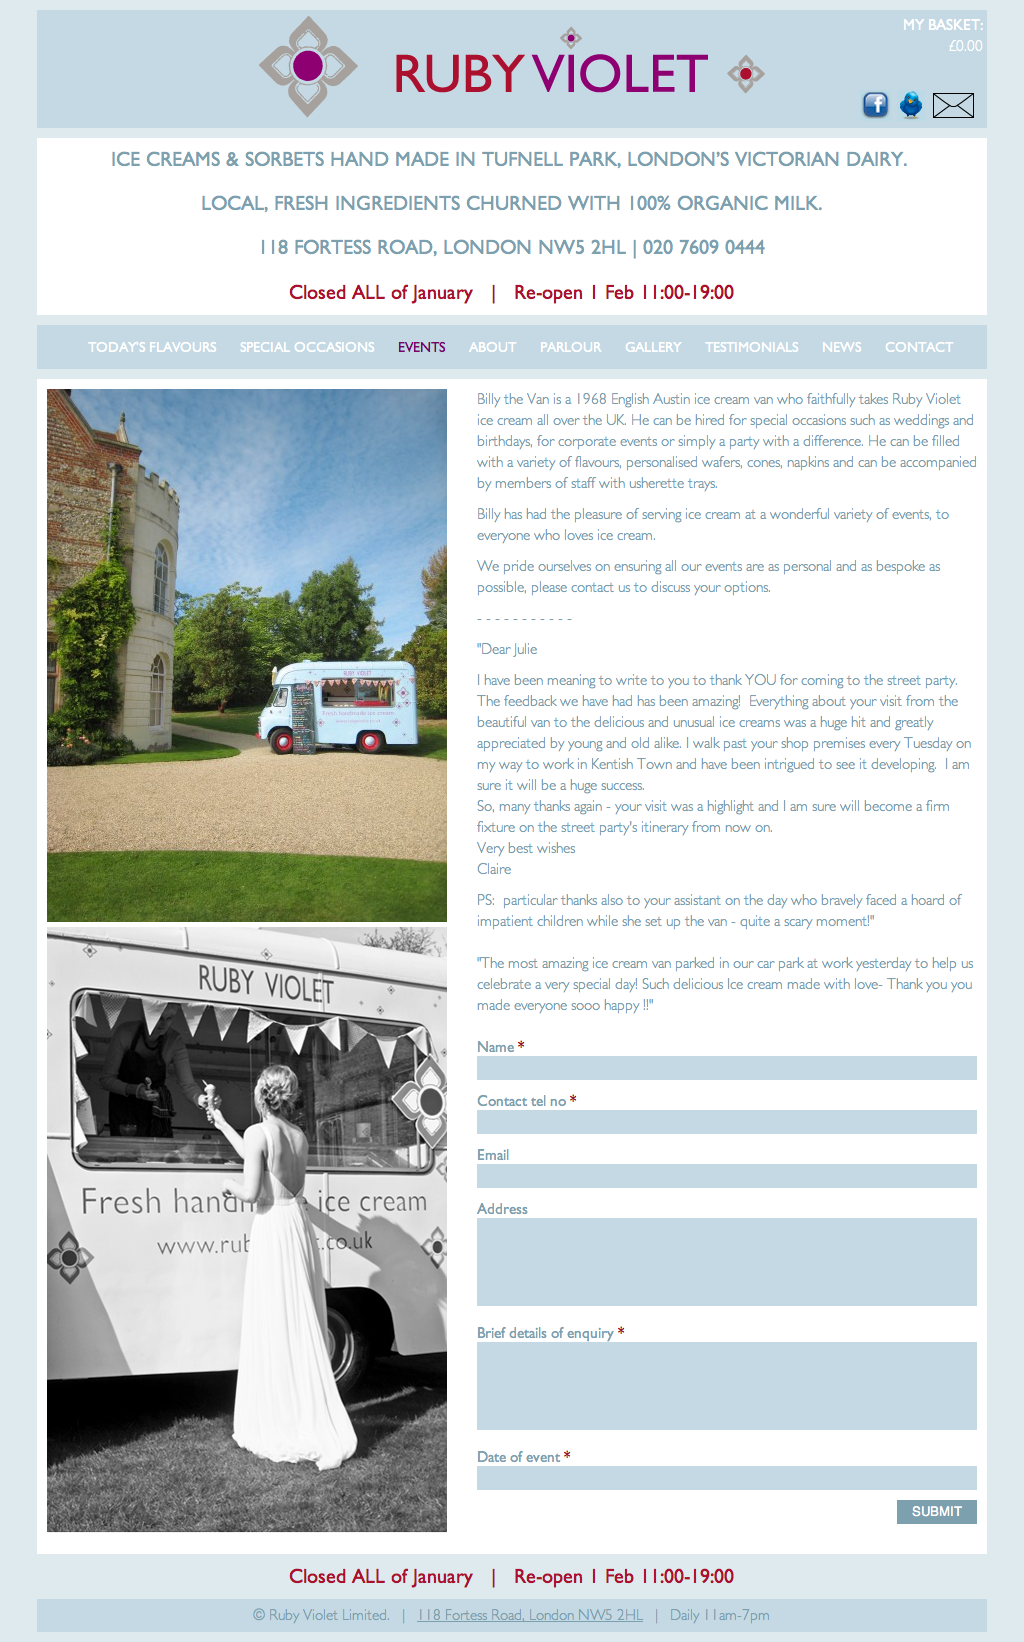 RUBY VIOLET
MY BASKET:
£0.00
ICE CREAMS & SORBETS HAND MADE IN TUFNELL PARK, LONDON'S VICTORIAN DAIRY.
LOCAL, FRESH INGREDIENTS CHURNED WITH 100% ORGANIC MILK.
118 FORTESS ROAD, LONDON NW5 2HL | 020 7609 0444
Closed ALL of January | Re-open 1 Feb 11:00-19:00
TODAY'S FLAVOURS SPECIAL OCCASIONS EVENTS ABOUT PARLOUR GALLERY TESTIMONIALS NEWS CONTACT
RUBY VIOLET
Fresh handmade ice cream
RUBY VIOLET
Fresh hand e ice cream
www.rub t.co.uk
Billy the Van is a 1968 English Austin ice cream van who faithfully takes Ruby Violet
ice cream all over the UK. He can be hired for special occasions such as weddings and
birthdays, for corporate events or simply a party with a difference. He can be filled
with a variety of flavours, personalised wafers, cones, napkins and can be accompanied
by members of staff with usherette trays.
Billy has had the pleasure of serving ice cream at a wonderful variety of events, to
everyone who loves ice cream.
We pride ourselves on ensuring all our events are as personal and as bespoke as
possible, please contact us to discuss your options.
- - - - - - - - - - -
"Dear Julie
I have been meaning to write to you to thank YOU for coming to the street party.
The feedback we have had has been amazing!  Everything about your visit from the
beautiful van to the delicious and unusual ice creams was a huge hit and greatly
appreciated by young and old alike. I walk past your shop premises every Tuesday on
my way to work in Kentish Town and have been intrigued to see it developing.  I am
sure it will be a huge success.
So, many thanks again - your visit was a highlight and I am sure will become a firm
fixture on the street party's itinerary from now on.
Very best wishes
Claire
PS:  particular thanks also to your assistant on the day who bravely faced a hoard of
impatient children while she set up the van - quite a scary moment!"
"The most amazing ice cream van parked in our car park at work yesterday to help us
celebrate a very special day! Such delicious Ice cream made with love- Thank you you
made everyone sooo happy !!"
Name *
Contact tel no *
Email
Address
Brief details of enquiry *
Date of event *
SUBMIT
Closed ALL of January | Re-open 1 Feb 11:00-19:00
© Ruby Violet Limited. | 118 Fortess Road, London NW5 2HL | Daily 11am-7pm